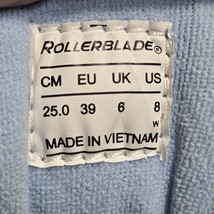 ROLLERBLADE®
CM EU UK US
25.0 39 6 8
W
MADE IN VIETNAM